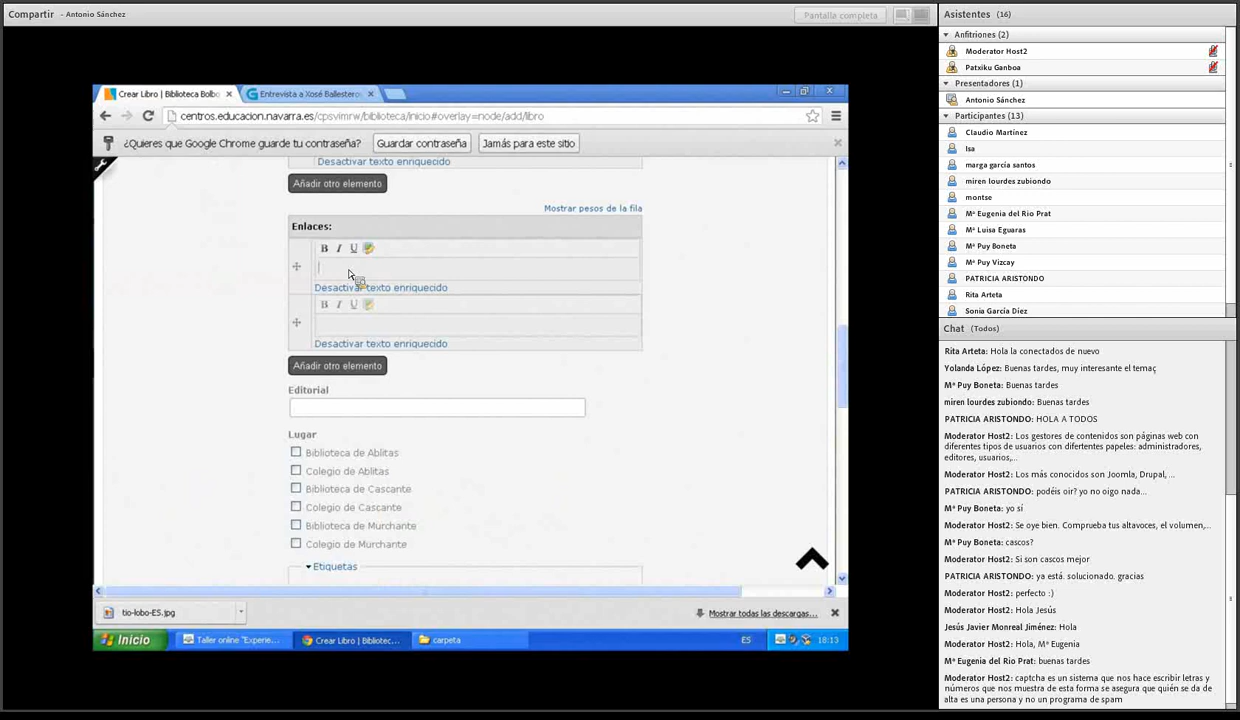 Compartir - Antonio Sánchez
Pantalla completa
Crear Libro | Biblioteca Bolbo
Entrevista a Xosé Ballestero
centros.educacion.navarra.es/cpsvimrw/biblioteca/inicio#overlay=node/add/libro
¿Quieres que Google Chrome guarde tu contraseña?
Guardar contraseña
Jamás para este sitio
Desactivar texto enriquecido
Añadir otro elemento
Mostrar pesos de la fila
Enlaces:
B I U
Desactivar texto enriquecido
B I U
Desactivar texto enriquecido
Añadir otro elemento
Editorial
Lugar
Biblioteca de Ablitas
Colegio de Ablitas
Biblioteca de Cascante
Colegio de Cascante
Biblioteca de Murchante
Colegio de Murchante
Etiquetas
tio-lobo-ES.jpg
Mostrar todas las descargas...
Inicio
Taller online "Experie...
Crear Libro | Bibliotec...
carpeta
ES
18:13
Asistentes (16)
Anfitriones (2)
Moderator Host2
Patxiku Ganboa
Presentadores (1)
Antonio Sánchez
Participantes (13)
Claudio Martínez
Isa
marga garcía santos
miren lourdes zubiondo
montse
Mª Eugenia del Rio Prat
Mª Luisa Eguaras
Mª Puy Boneta
Mª Puy Vizcay
PATRICIA ARISTONDO
Rita Arteta
Sonia García Díez
Chat (Todos)
Rita Arteta: Hola la conectados de nuevo
Yolanda López: Buenas tardes, muy interesante el temaç
Mª Puy Boneta: Buenas tardes
miren lourdes zubiondo: Buenas tardes
PATRICIA ARISTONDO: HOLA A TODOS
Moderator Host2: Los gestores de contenidos son páginas web con
diferentes tipos de usuarios con difertentes papeles: administradores,
editores, usuarios,...
Moderator Host2: Los más conocidos son Joomla, Drupal, ...
PATRICIA ARISTONDO: podéis oir? yo no oigo nada...
Mª Puy Boneta: yo sí
Moderator Host2: Se oye bien. Comprueba tus altavoces, el volumen,...
Mª Puy Boneta: cascos?
Moderator Host2: Si son cascos mejor
PATRICIA ARISTONDO: ya está. solucionado. gracias
Moderator Host2: perfecto :)
Moderator Host2: Hola Jesús
Jesús Javier Monreal Jiménez: Hola
Moderator Host2: Hola, Mª Eugenia
Mª Eugenia del Rio Prat: buenas tardes
Moderator Host2: captcha es un sistema que nos hace escribir letras y
números que nos muestra de esta forma se asegura que quién se da de
alta es una persona y no un programa de spam